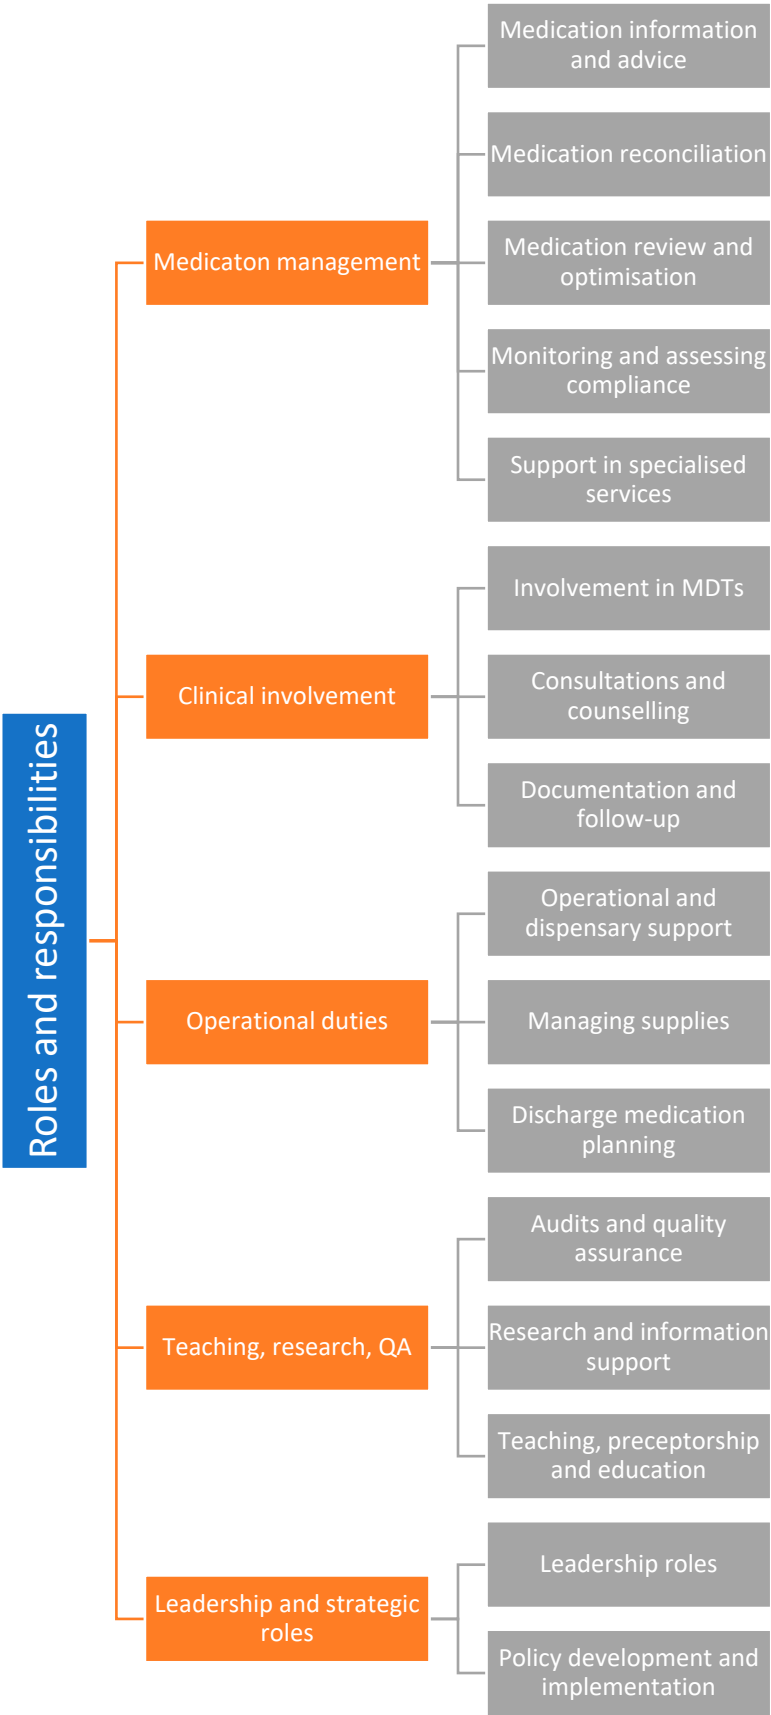 Roles and responsibilities
Medicaton management
Medication information
and advice
Medication reconciliation
Medication review and
optimisation
Monitoring and assessing
compliance
Support in specialised
services
Clinical involvement
Involvement in MDTs
Consultations and
counselling
Documentation and
follow-up
Operational duties
Operational and
dispensary support
Managing supplies
Discharge medication
planning
Teaching, research, QA
Audits and quality
assurance
Research and information
support
Teaching, preceptorship
and education
Leadership and strategic
roles
Leadership roles
Policy development and
implementation